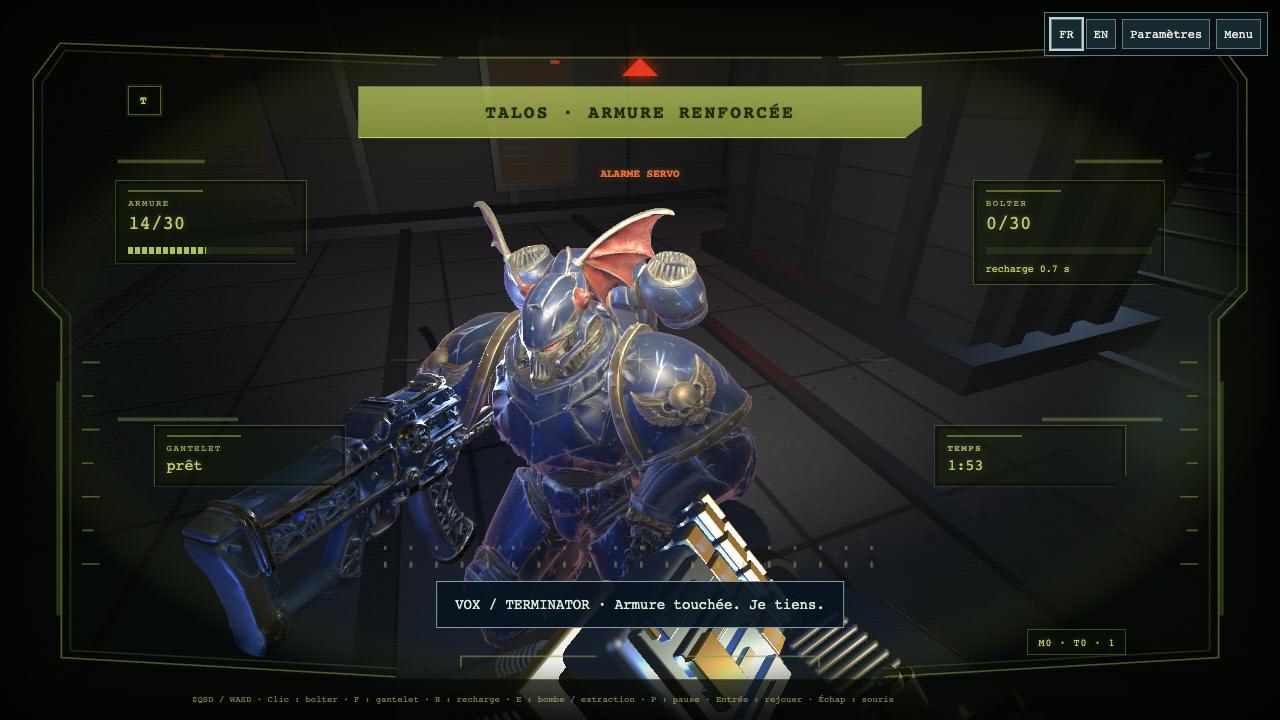 FR EN Paramètres Menu
T
TALOS · ARMURE RENFORCÉE
ALARME SERVO
ARMURE
14/30
BOLTER
0/30
recharge 0.7 s
GANTELET
prêt
TEMPS
1:53
VOX / TERMINATOR · Armure touchée. Je tiens.
M0 · T0 · 1
ZQSD / WASD · Clic : bolter · F : gantelet · R : recharge · E : bombe / extraction · P : pause · Entrée : rejouer · Échap : souris